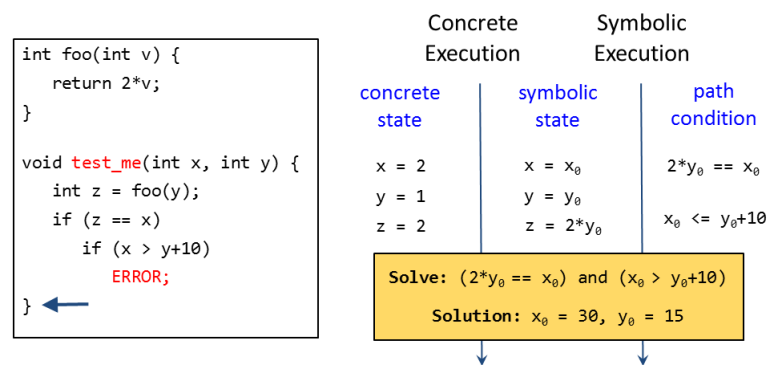 int foo(int v) {
return 2*v;
}
void test_me(int x, int y) {
int z = foo(y);
if (z == x)
if (x > y+10)
ERROR;
}
Concrete
Execution
Symbolic
Execution
concrete
state
symbolic
state
path
condition
x = 2
y = 1
z = 2
x = x₀
y = y₀
z = 2*y₀
2*y₀ == x₀
x₀ <= y₀+10
Solve: (2*y₀ == x₀) and (x₀ > y₀+10)
Solution: x₀ = 30, y₀ = 15